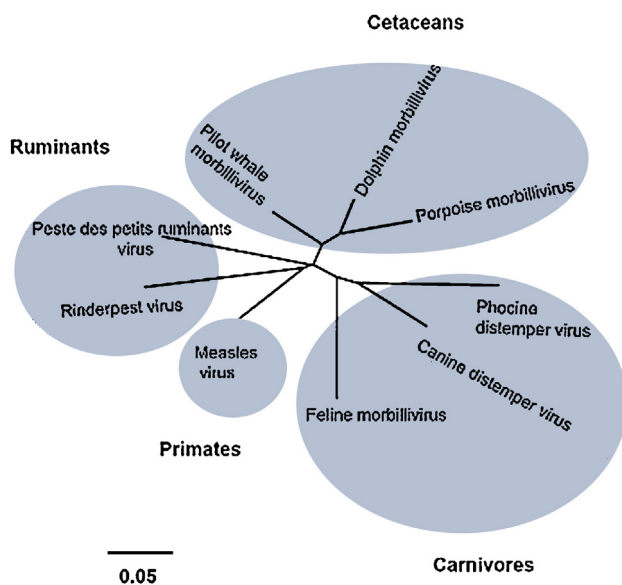 Cetaceans
Pilot whale
morbillivirus
Dolphin morbillivirus
Porpoise morbillivirus
Ruminants
Peste des petits ruminants
virus
Rinderpest virus
Measles
virus
Primates
Phocine
distemper virus
Canine distemper virus
Feline morbillivirus
Carnivores
0.05